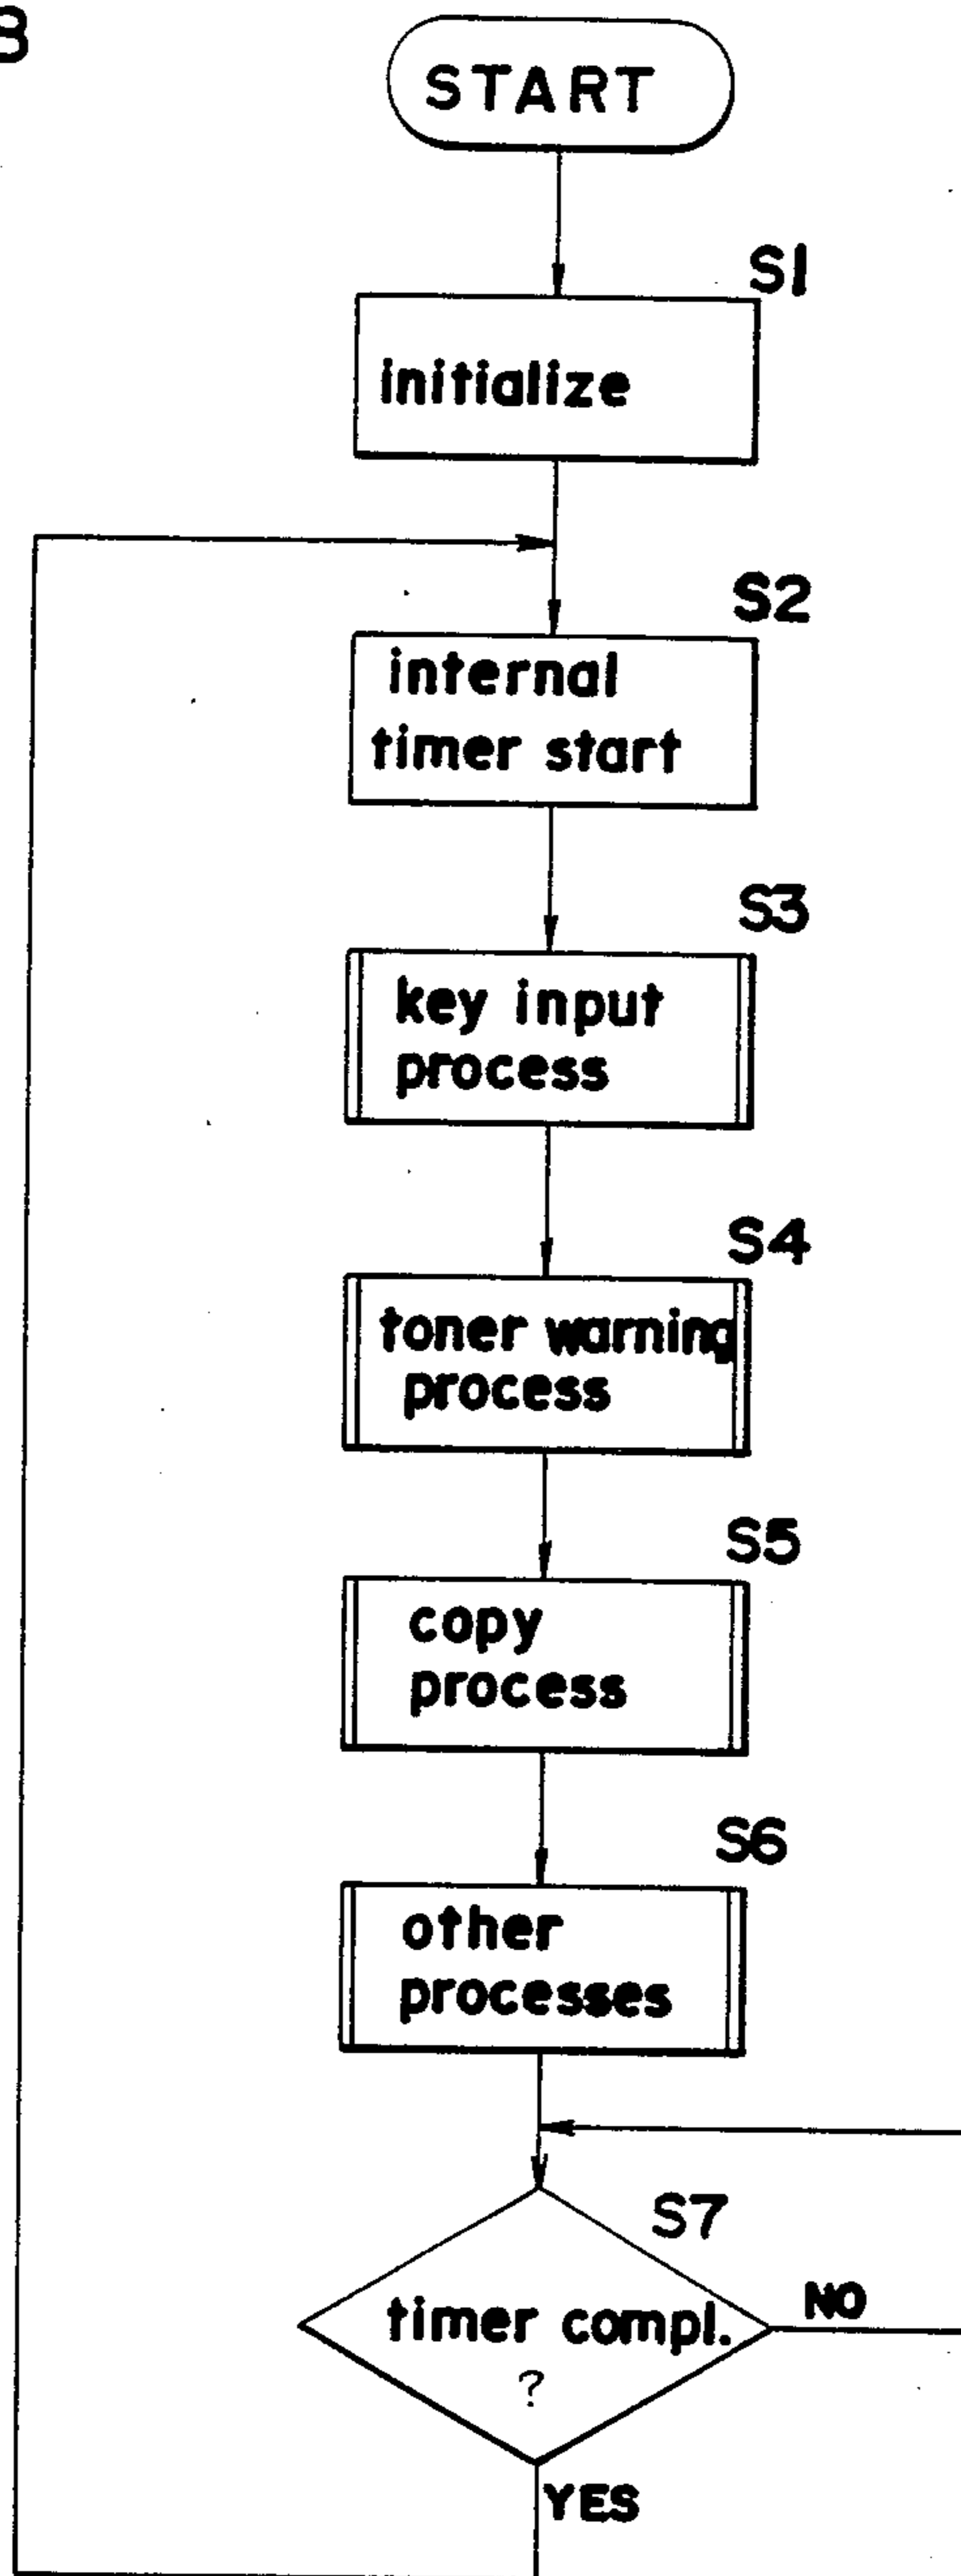 8
START
S1
initialize
S2
internal
timer start
S3
key input
process
S4
toner warning
process
S5
copy
process
S6
other
processes
S7
timer compl.
?
NO
YES